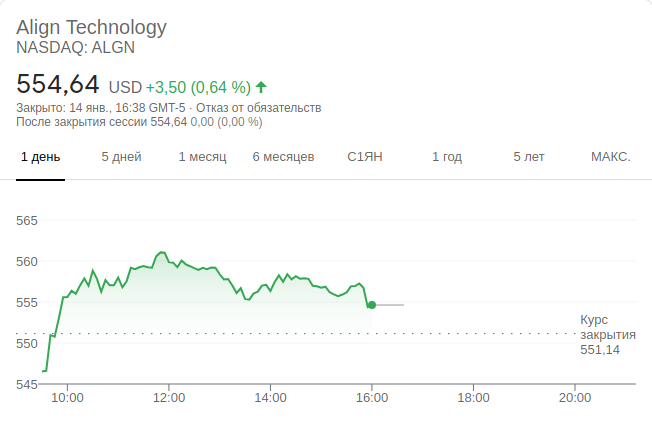 Align Technology
NASDAQ: ALGN
554,64 USD +3,50 (0,64 %)
Закрыто: 14 янв., 16:38 GMT-5 · Отказ от обязательств
После закрытия сессии 554,64 0,00 (0,00 %)
1 день 5 дней 1 месяц 6 месяцев С1ЯН 1 год 5 лет МАКС.
565
560
555
Курс
закрытия
551,14
550
545
10:00 12:00 14:00 16:00 18:00 20:00